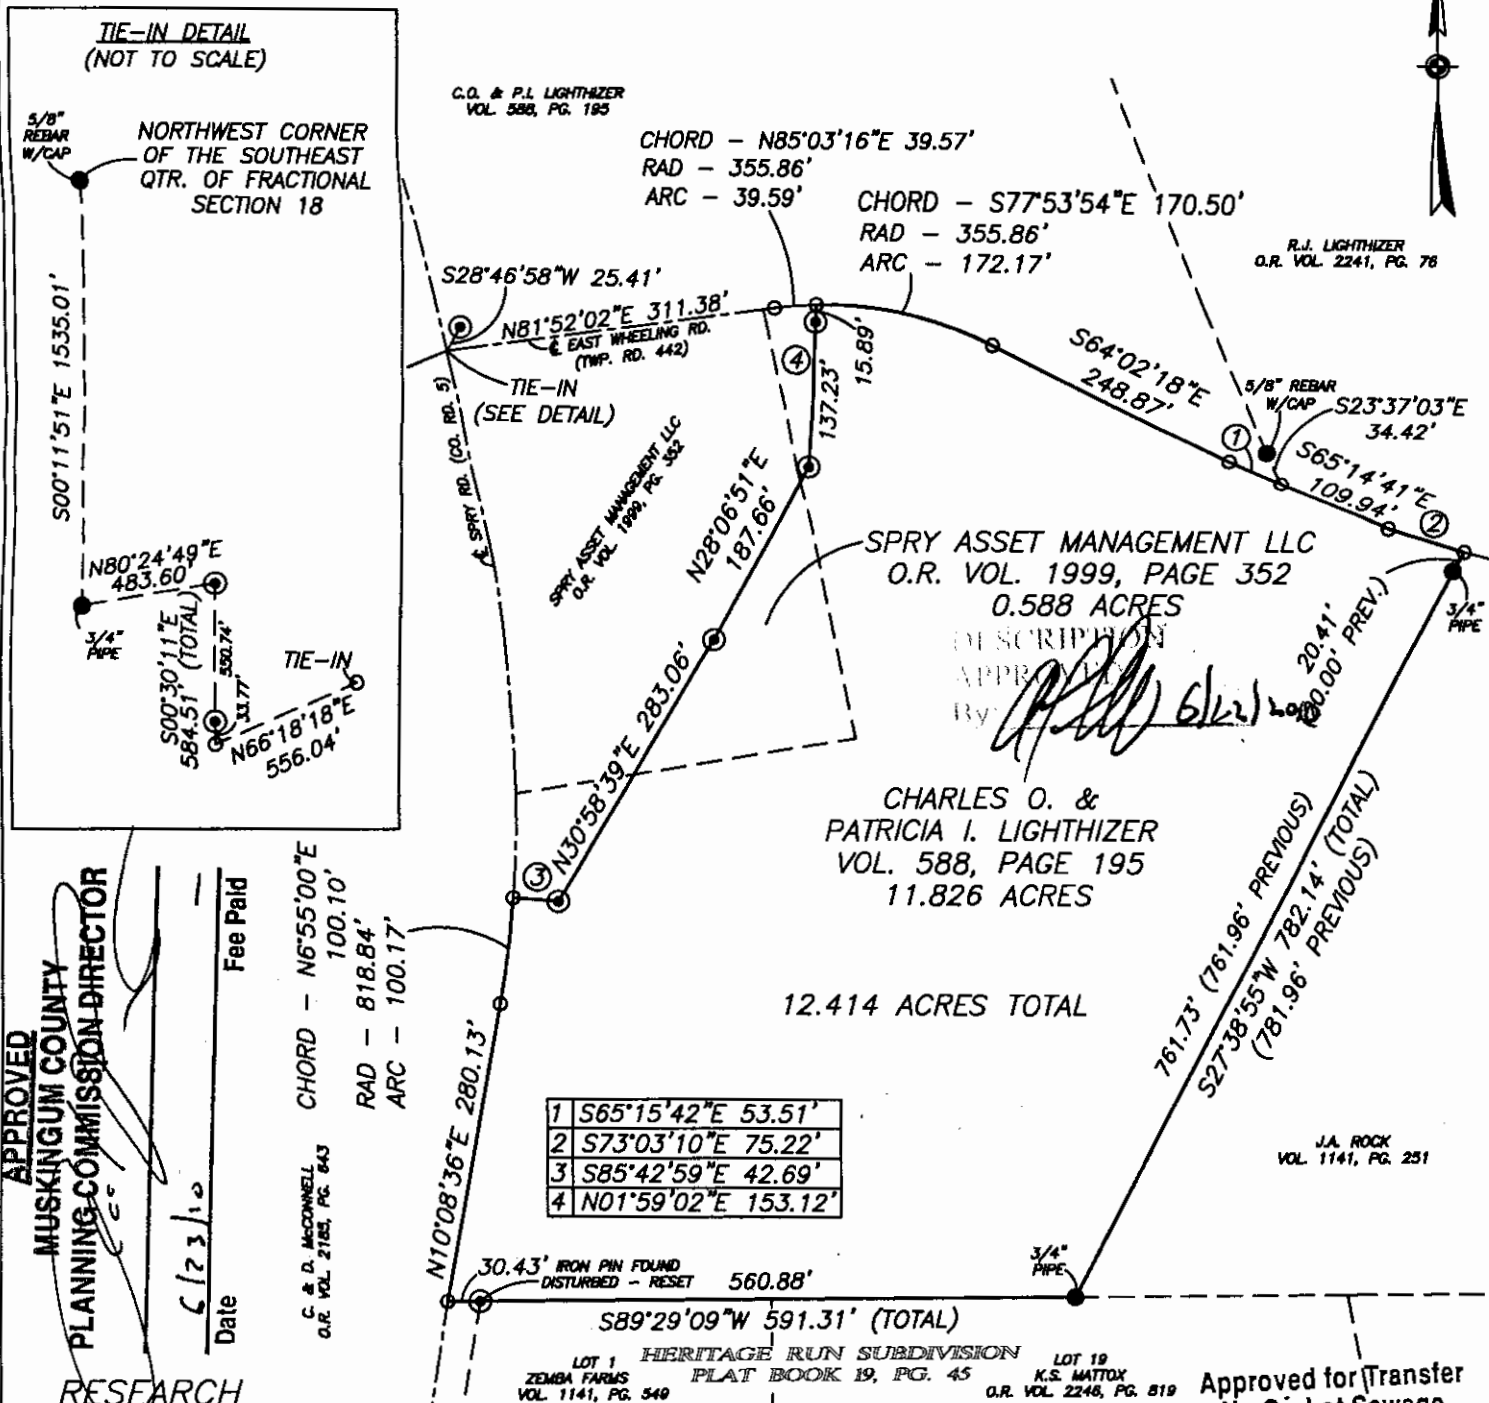 TIE-IN DETAIL
(NOT TO SCALE)
5/8"
REBAR
W/CAP
NORTHWEST CORNER
OF THE SOUTHEAST
QTR. OF FRACTIONAL
SECTION 18
S00°11'51"E 1535.01'
N80°24'49"E
483.60'
3/4"
PIPE
S00°30'11"E
584.51' (TOTAL)
550.74'
33.77'
TIE-IN
N66°18'18"E
556.04'
C.O. & P.I. LIGHTHIZER
VOL. 588, PG. 195
CHORD - N85°03'16"E 39.57'
RAD - 355.86'
ARC - 39.59'
CHORD - S77°53'54"E 170.50'
RAD - 355.86'
ARC - 172.17'
R.J. LIGHTHIZER
O.R. VOL. 2241, PG. 76
S28°46'58"W 25.41'
N81°52'02"E 311.38'
℄ EAST WHEELING RD.
(TWP. RD. 442)
TIE-IN
(SEE DETAIL)
℄ SPRY RD. (CO. RD. 5)
SPRY ASSET MANAGEMENT LLC
O.R. VOL. 1999, PG. 352
4
15.89'
137.23'
S64°02'18"E
248.87'
5/8" REBAR
W/CAP
S23°37'03"E
34.42'
1
S65°14'41"E
109.94'
2
3/4"
PIPE
20.41'
PREV.)
N28°06'51"E
187.66'
SPRY ASSET MANAGEMENT LLC
O.R. VOL. 1999, PAGE 352
0.588 ACRES
DESCRIPTION
APPROVED
By:
N30°58'39"E 283.06'
3
CHARLES O. &
PATRICIA I. LIGHTHIZER
VOL. 588, PAGE 195
11.826 ACRES
12.414 ACRES TOTAL
761.73' (761.96' PREVIOUS)
S27°38'55"W 782.14' (TOTAL)
(781.96' PREVIOUS)
J.A. ROCK
VOL. 1141, PG. 251
CHORD - N6°55'00"E
100.10'
RAD - 818.84'
ARC - 100.17'
N10°08'36"E 280.13'
C. & D. McCONNELL
O.R. VOL. 2185, PG. 643
1 S65°15'42"E 53.51'
2 S73°03'10"E 75.22'
3 S85°42'59"E 42.69'
4 N01°59'02"E 153.12'
30.43' IRON PIN FOUND
DISTURBED - RESET
560.88'
3/4"
PIPE
S89°29'09"W 591.31' (TOTAL)
HERITAGE RUN SUBDIVISION
PLAT BOOK 19, PG. 45
LOT 1
ZEMBA FARMS
VOL. 1141, PG. 549
LOT 19
K.S. MATTOX
O.R. VOL. 2246, PG. 819
Approved for Transfer
APPROVED
MUSKINGUM COUNTY
PLANNING COMMISSION DIRECTOR
6/23/10
Date
Fee Paid
RESEARCH